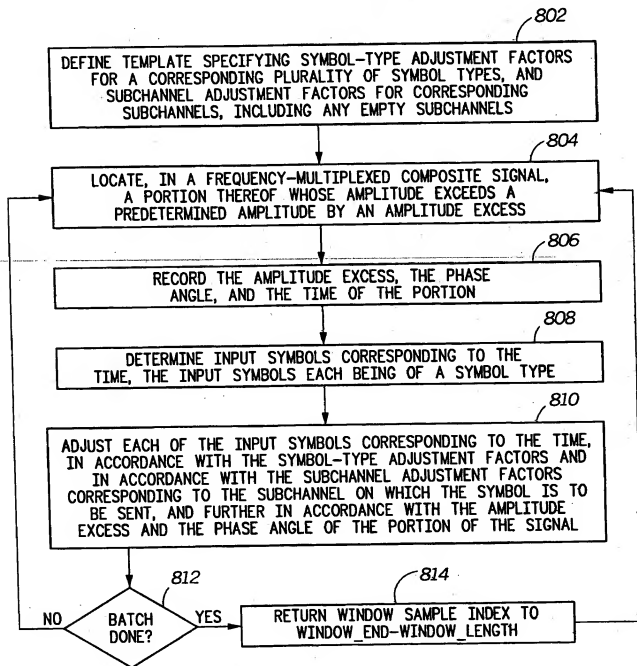 802
DEFINE TEMPLATE SPECIFYING SYMBOL-TYPE ADJUSTMENT FACTORS
FOR A CORRESPONDING PLURALITY OF SYMBOL TYPES, AND
SUBCHANNEL ADJUSTMENT FACTORS FOR CORRESPONDING
SUBCHANNELS, INCLUDING ANY EMPTY SUBCHANNELS
804
LOCATE, IN A FREQUENCY-MULTIPLEXED COMPOSITE SIGNAL,
A PORTION THEREOF WHOSE AMPLITUDE EXCEEDS A
PREDETERMINED AMPLITUDE BY AN AMPLITUDE EXCESS
806
RECORD THE AMPLITUDE EXCESS, THE PHASE
ANGLE, AND THE TIME OF THE PORTION
808
DETERMINE INPUT SYMBOLS CORRESPONDING TO THE
TIME, THE INPUT SYMBOLS EACH BEING OF A SYMBOL TYPE
810
ADJUST EACH OF THE INPUT SYMBOLS CORRESPONDING TO THE TIME,
IN ACCORDANCE WITH THE SYMBOL-TYPE ADJUSTMENT FACTORS AND
IN ACCORDANCE WITH THE SUBCHANNEL ADJUSTMENT FACTORS
CORRESPONDING TO THE SUBCHANNEL ON WHICH THE SYMBOL IS TO
BE SENT, AND FURTHER IN ACCORDANCE WITH THE AMPLITUDE
EXCESS AND THE PHASE ANGLE OF THE PORTION OF THE SIGNAL
812
NO
BATCH
DONE?
YES
814
RETURN WINDOW SAMPLE INDEX TO
WINDOW_END-WINDOW_LENGTH